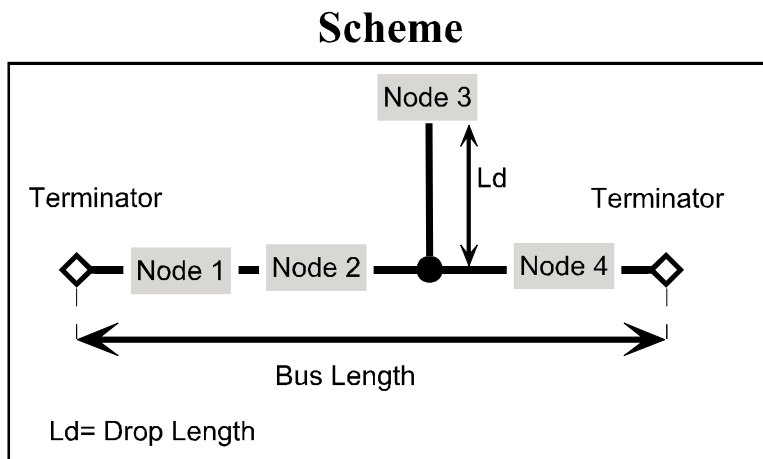 Scheme
Node 3
Ld
Terminator
Terminator
Node 1
Node 2
Node 4
Bus Length
Ld= Drop Length